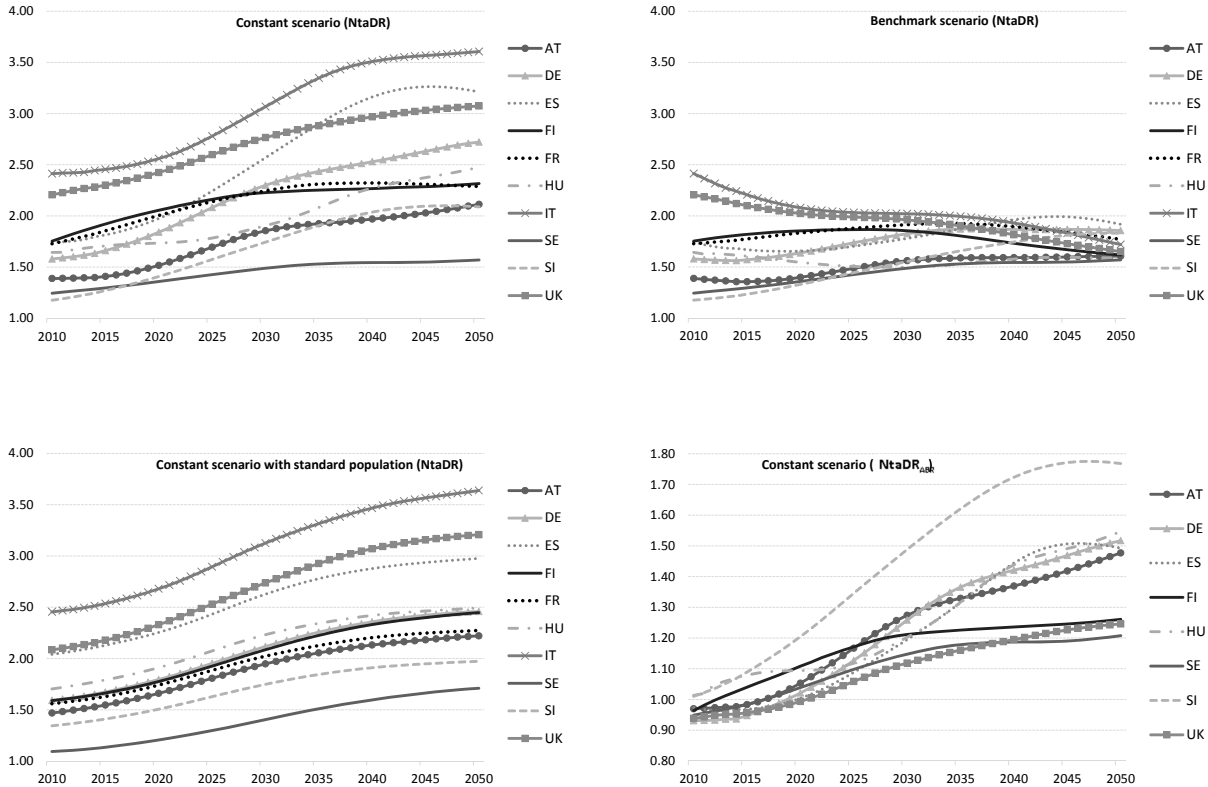 Constant scenario (NtaDR)
4.00
3.50
3.00
2.50
2.00
1.50
1.00
2010 2015 2020 2025 2030 2035 2040 2045 2050
AT
DE
ES
FI
FR
HU
IT
SE
SI
UK
Benchmark scenario (NtaDR)
4.00
3.50
3.00
2.50
2.00
1.50
1.00
2010 2015 2020 2025 2030 2035 2040 2045 2050
AT
DE
ES
FI
FR
HU
IT
SE
SI
UK
Constant scenario with standard population (NtaDR)
4.00
3.50
3.00
2.50
2.00
1.50
1.00
2010 2015 2020 2025 2030 2035 2040 2045 2050
AT
DE
ES
FI
FR
HU
IT
SE
SI
UK
Constant scenario ( NtaDR )
1.80
1.70
1.60
1.50
1.40
1.30
1.20
1.10
1.00
0.90
0.80
2010 2015 2020 2025 2030 2035 2040 2045 2050
AT
DE
ES
FI
HU
SE
SI
UK